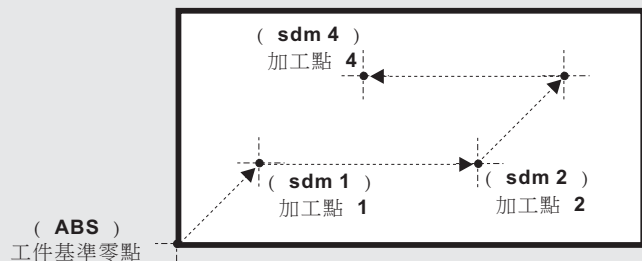 ( sdm 4 )
加工點 4
( sdm 1 )
加工點 1
( sdm 2 )
加工點 2
( ABS )
工件基準零點